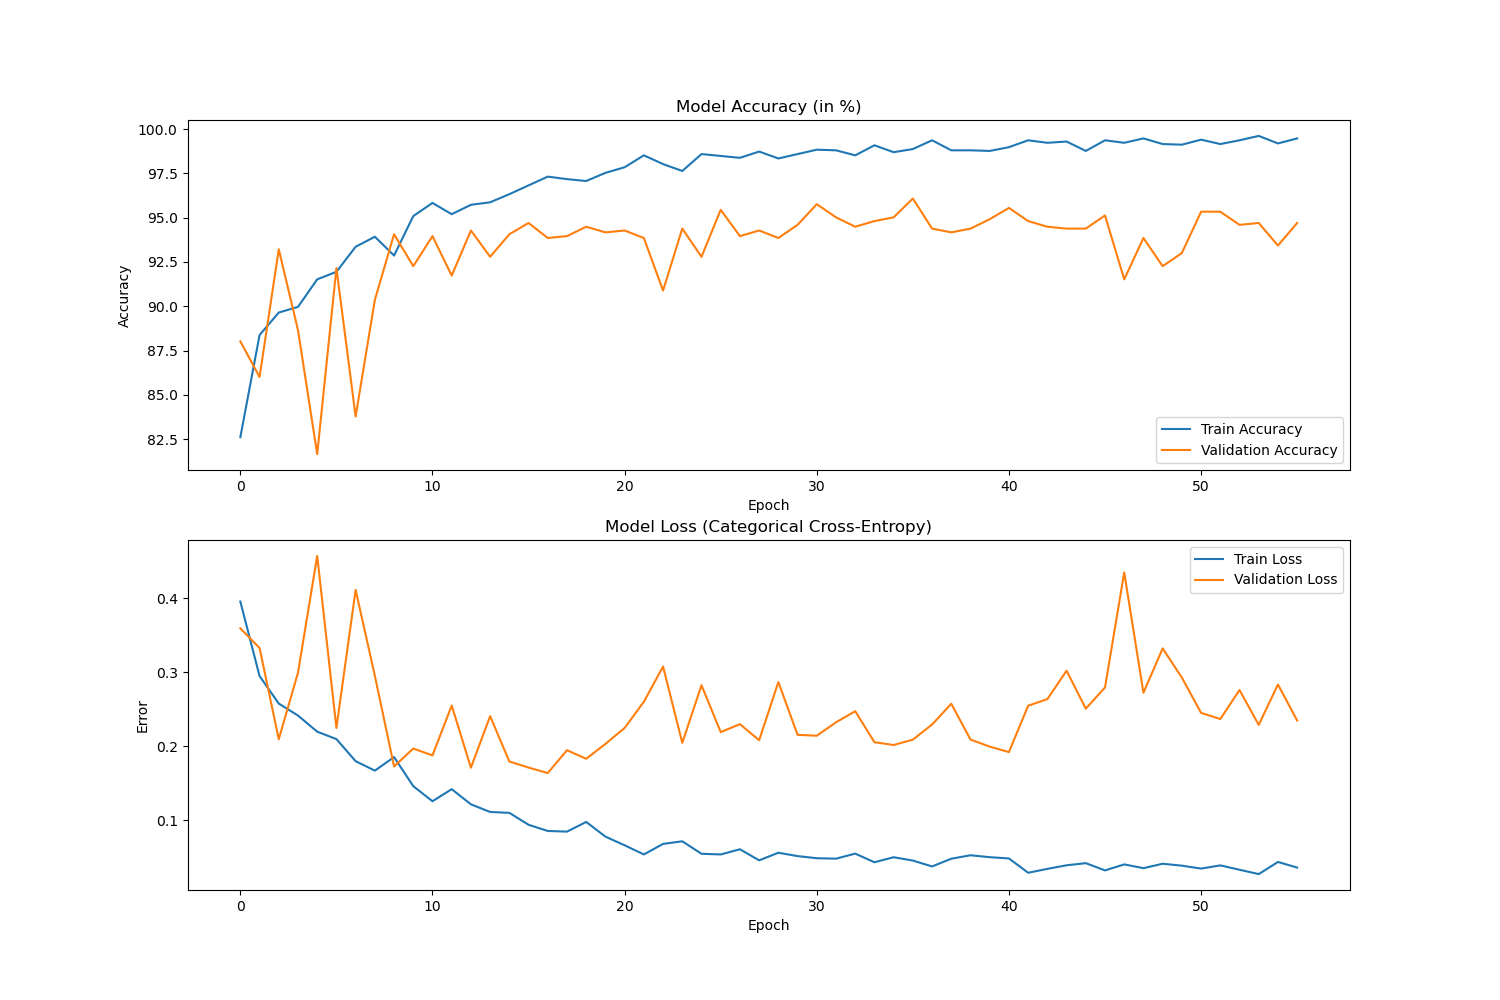 Model Accuracy (in %)
100.0
97.5
95.0
92.5
90.0
87.5
85.0
82.5
Accuracy
Train Accuracy
Validation Accuracy
0 10 20 30 40 50
Epoch
Model Loss (Categorical Cross-Entropy)
Train Loss
Validation Loss
0.4
0.3
0.2
0.1
Error
0 10 20 30 40 50
Epoch